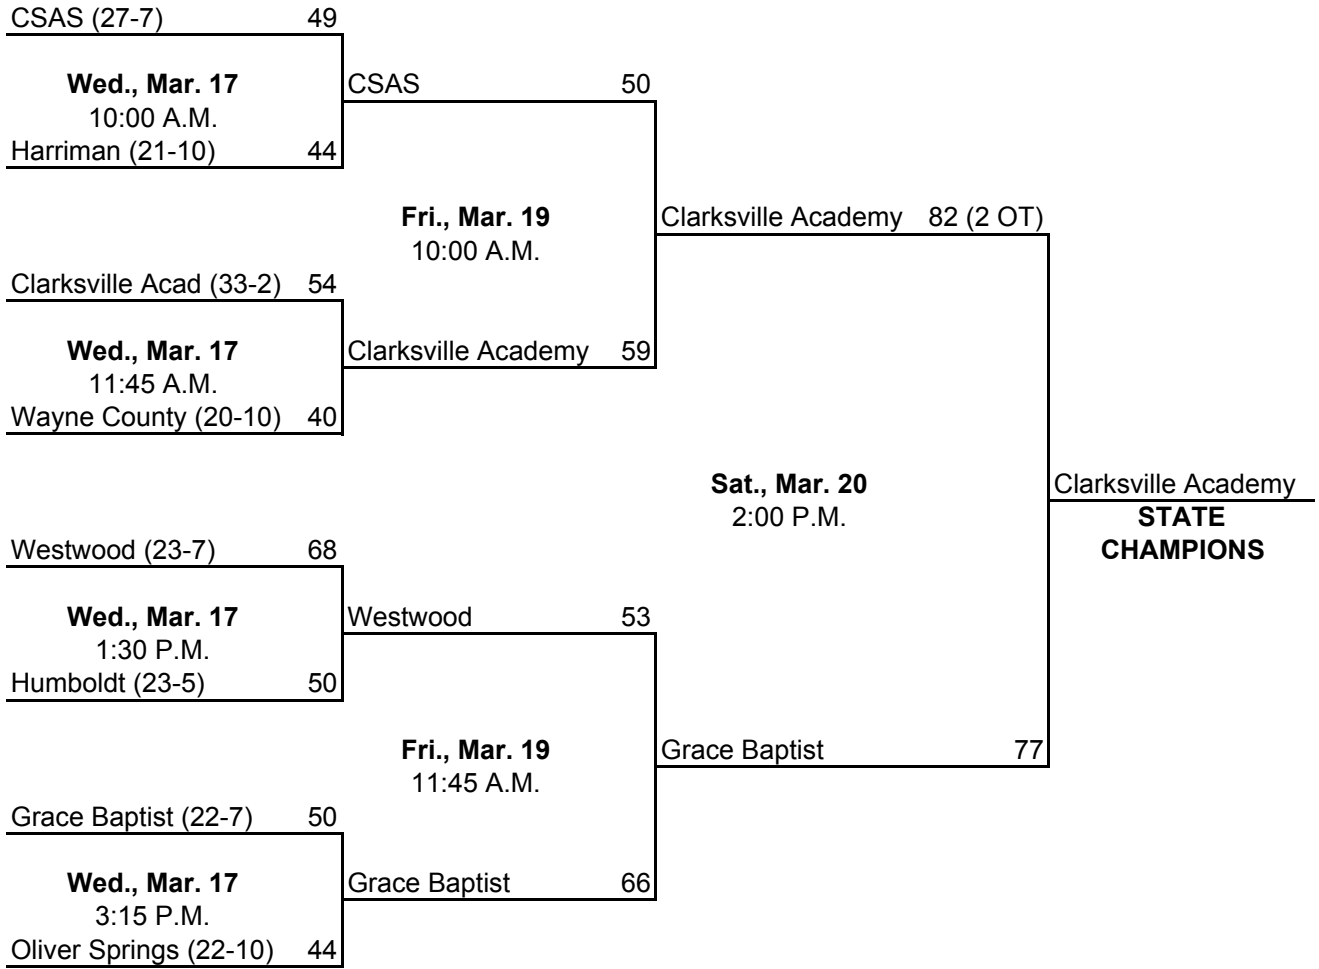 CSAS (27-7) 49
Wed., Mar. 17
10:00 A.M.
Harriman (21-10) 44
CSAS 50
Fri., Mar. 19
10:00 A.M.
Clarksville Acad (33-2) 54
Wed., Mar. 17
11:45 A.M.
Wayne County (20-10) 40
Clarksville Academy 59
Clarksville Academy 82 (2 OT)
Sat., Mar. 20
2:00 P.M.
Clarksville Academy
STATE
CHAMPIONS
Westwood (23-7) 68
Wed., Mar. 17
1:30 P.M.
Humboldt (23-5) 50
Westwood 53
Fri., Mar. 19
11:45 A.M.
Grace Baptist 77
Grace Baptist (22-7) 50
Wed., Mar. 17
3:15 P.M.
Oliver Springs (22-10) 44
Grace Baptist 66